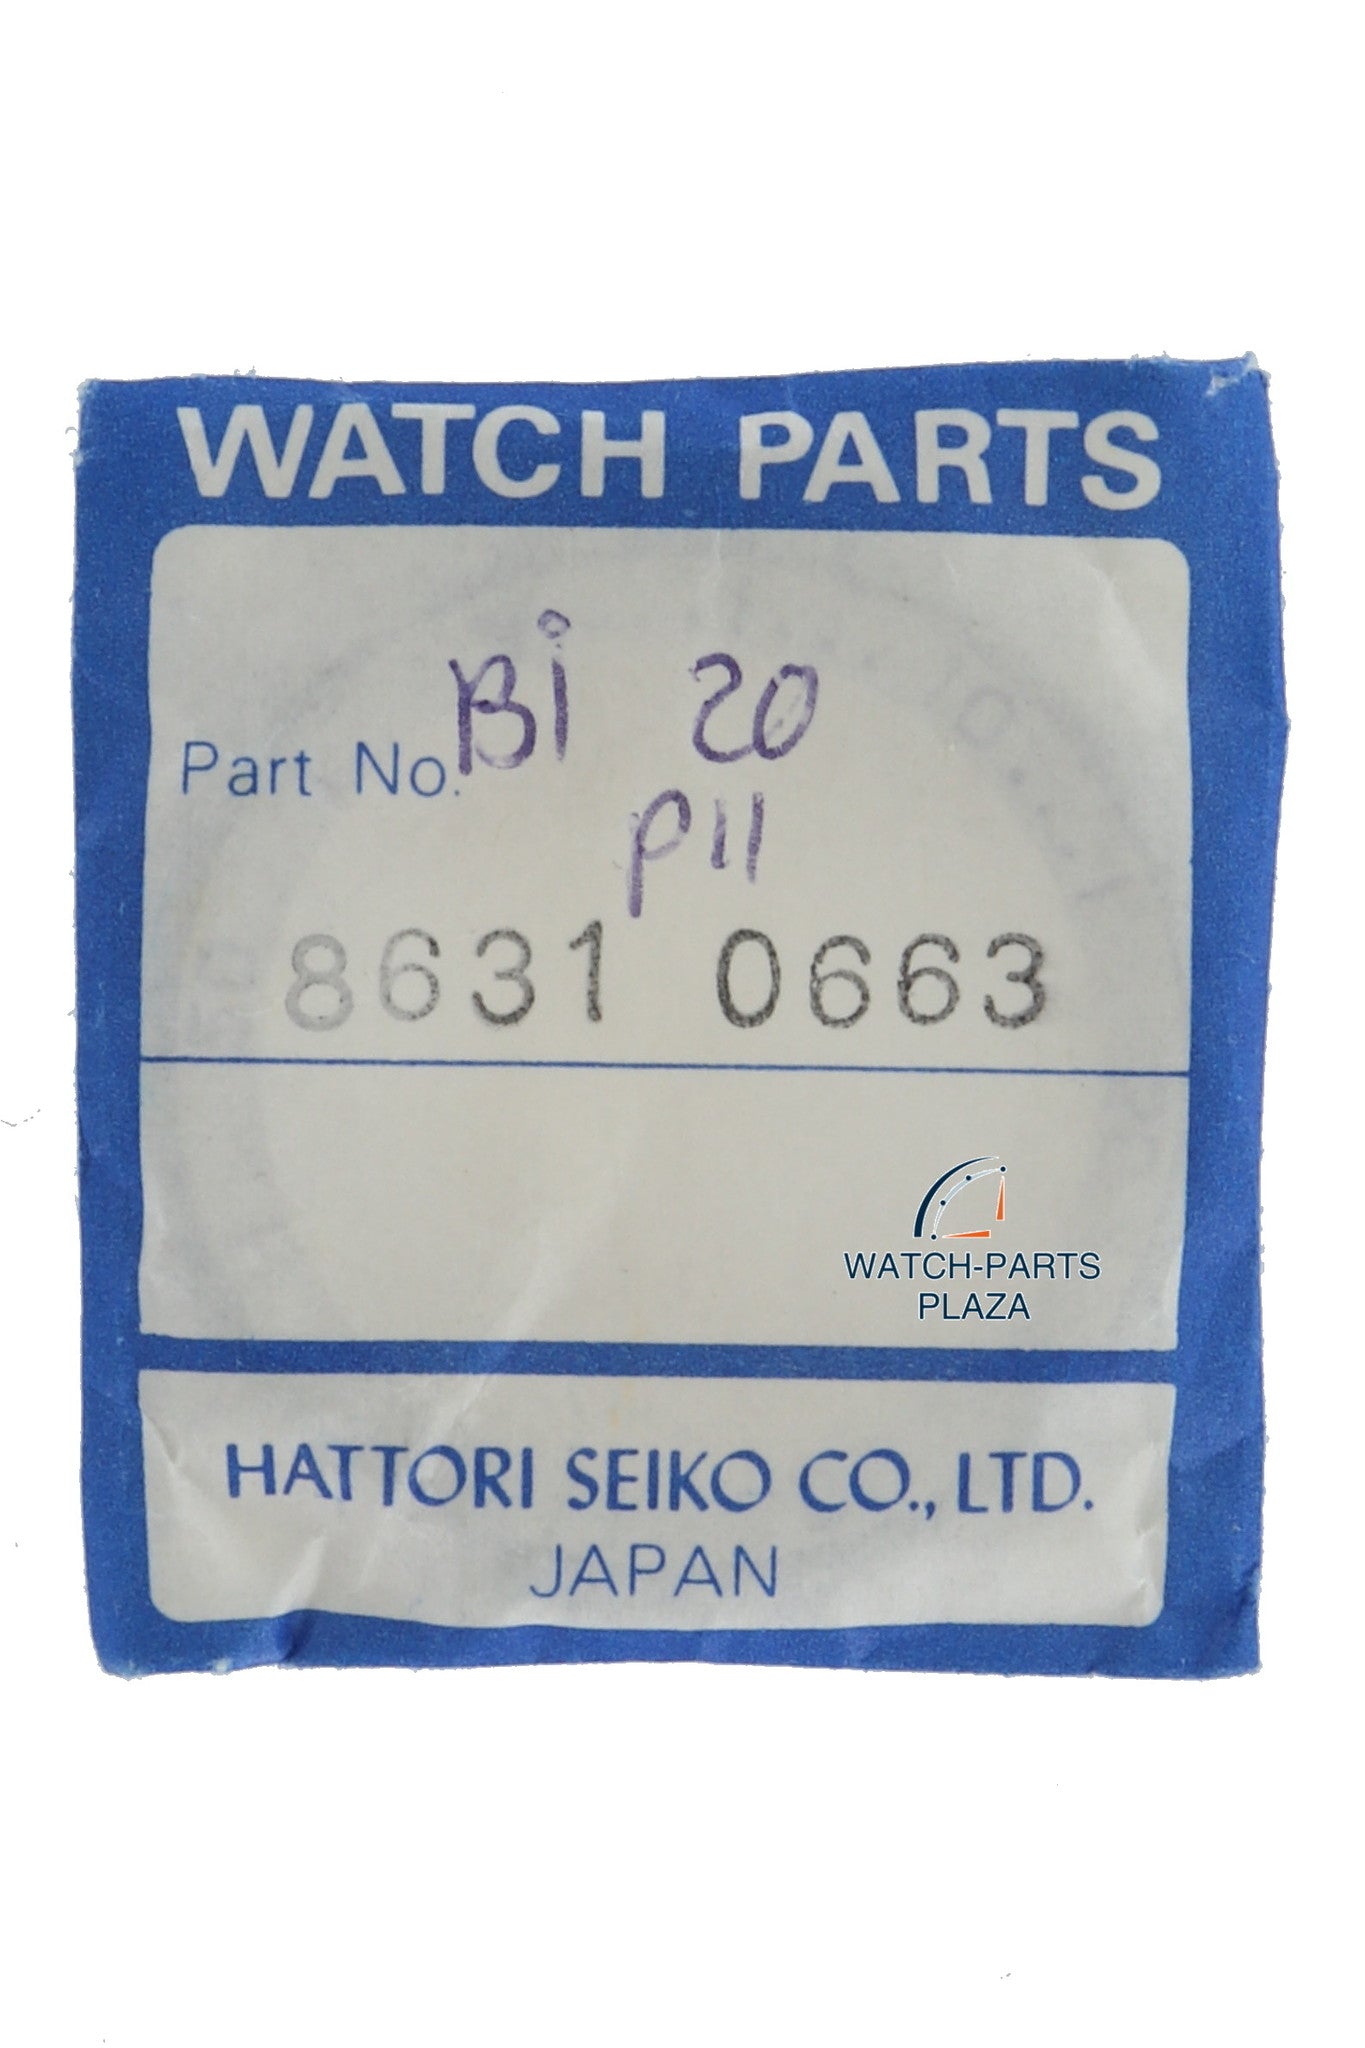 WATCH PARTS
Bi 20
Part No.
P11
8631 0663
WATCH-PARTS
PLAZA
HATTORI SEIKO CO., LTD.
JAPAN